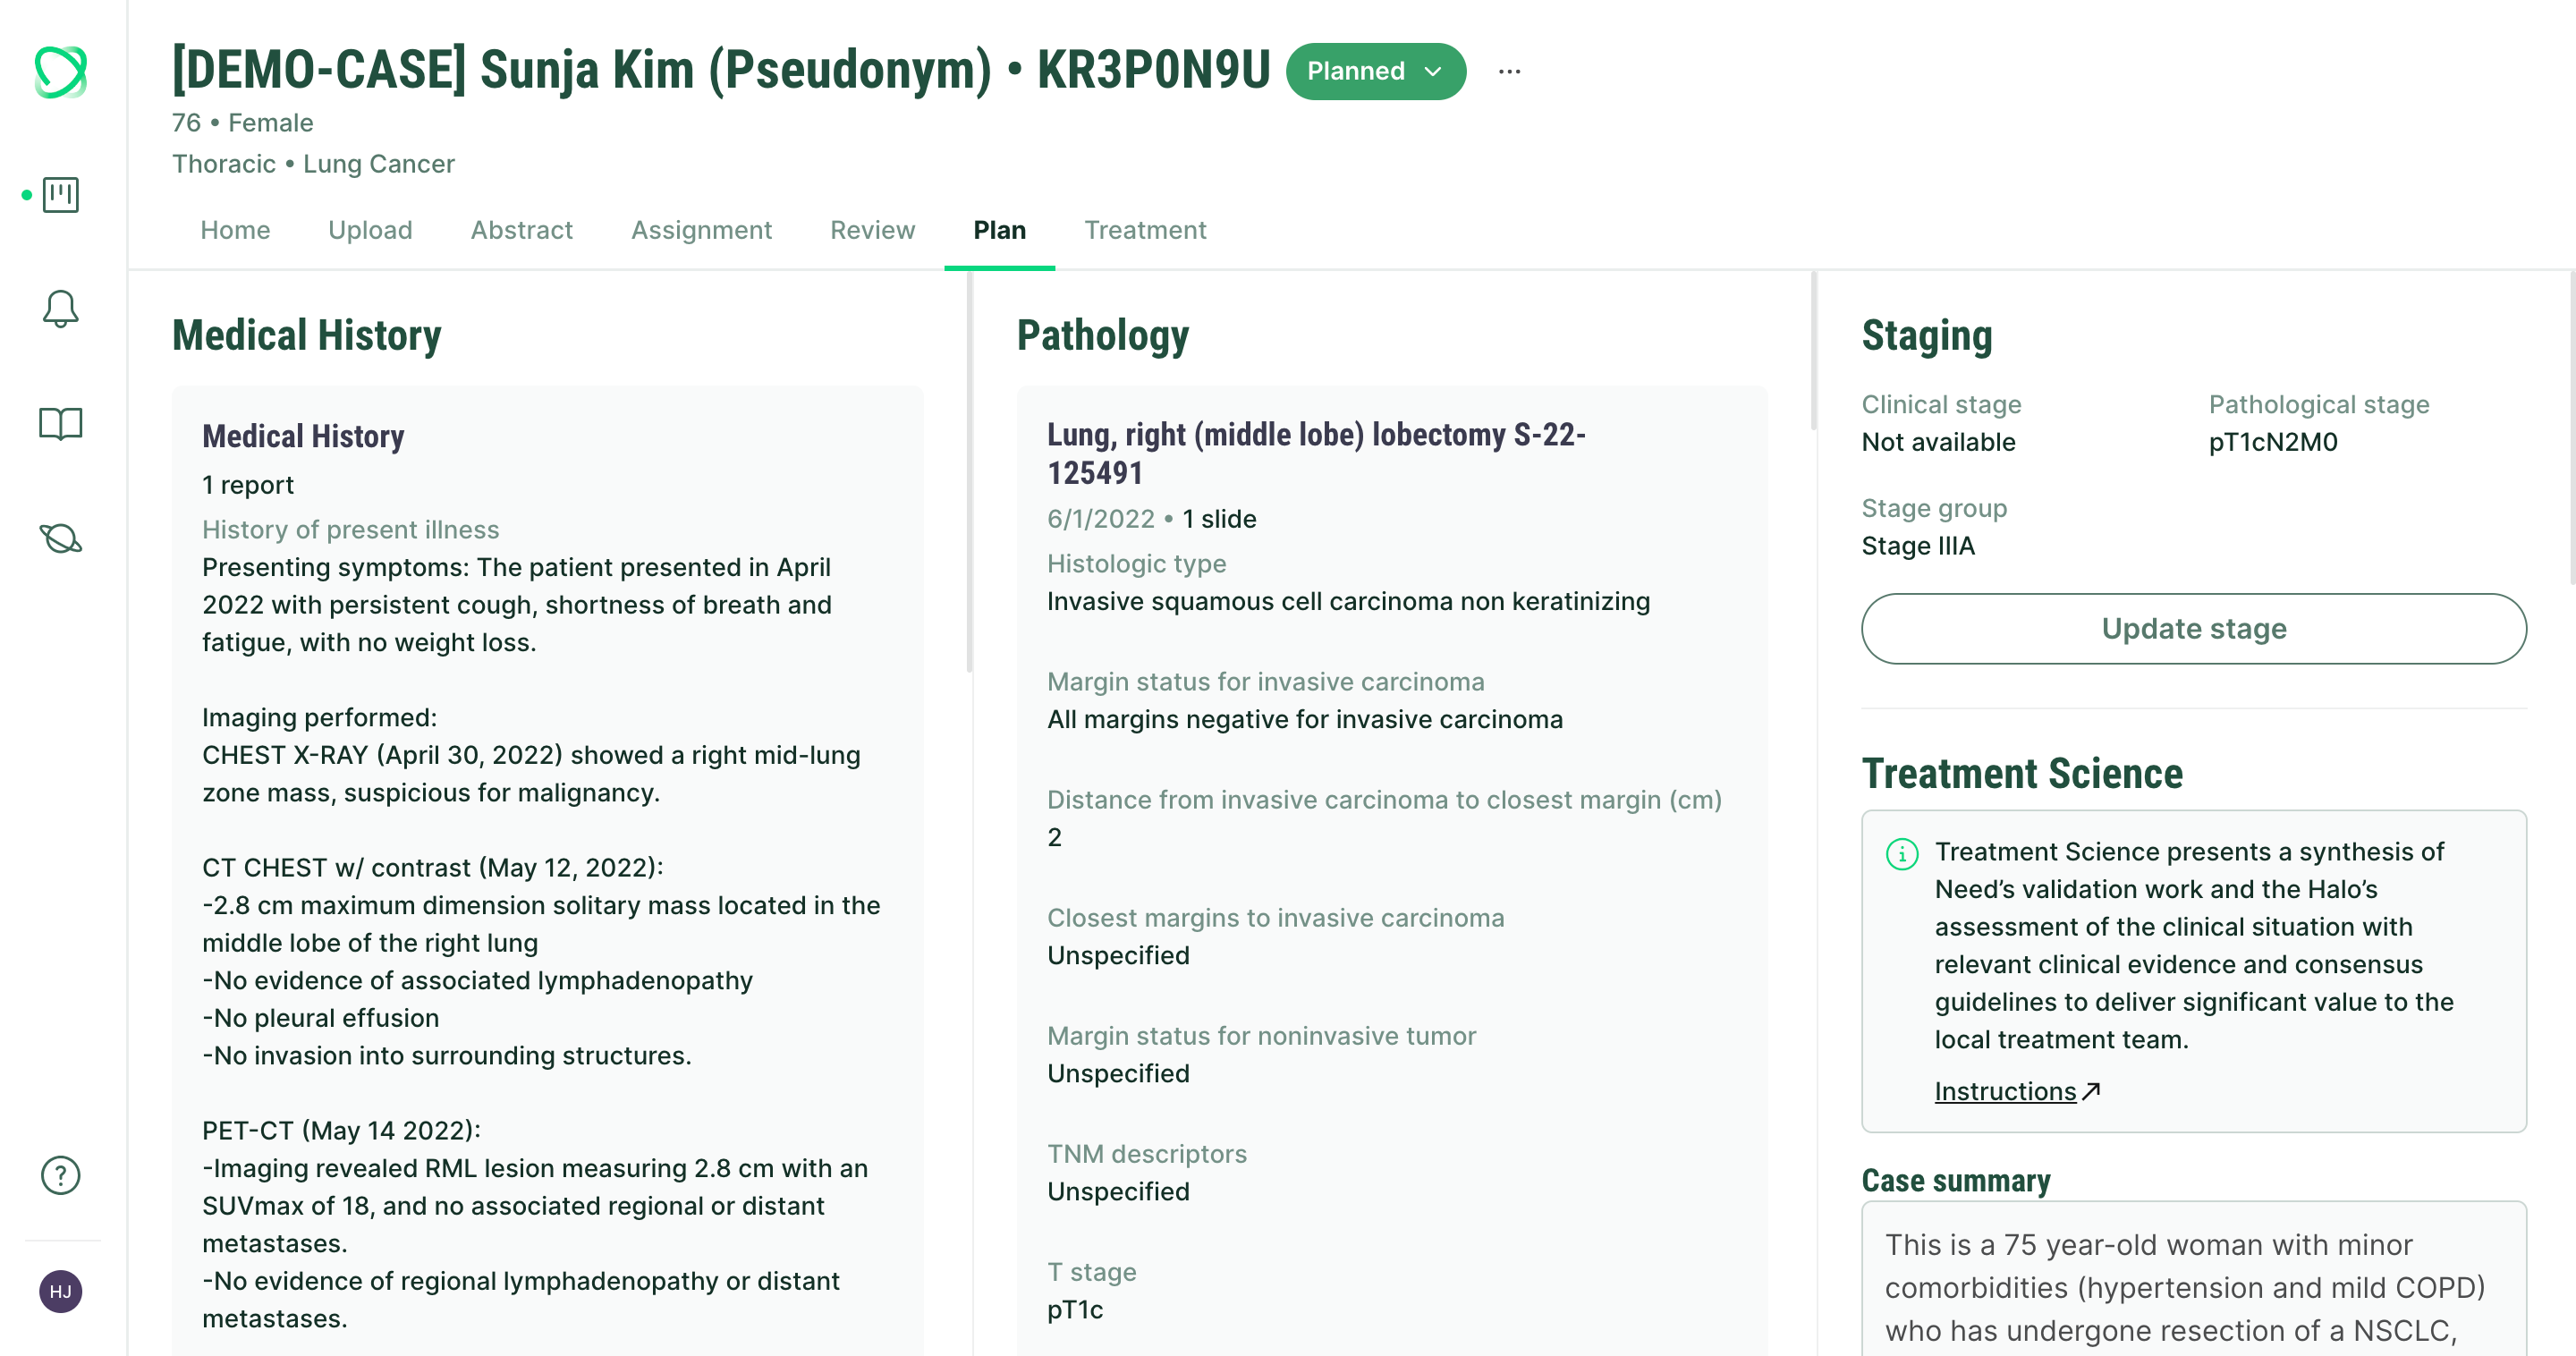 [DEMO-CASE] Sunja Kim (Pseudonym) • KR3P0N9U
Planned
76 • Female
Thoracic • Lung Cancer
Home
Upload
Abstract
Assignment
Review
Plan
Treatment
Medical History
Medical History
1 report
History of present illness
Presenting symptoms: The patient presented in April
2022 with persistent cough, shortness of breath and
fatigue, with no weight loss.
Imaging performed:
CHEST X-RAY (April 30, 2022) showed a right mid-lung
zone mass, suspicious for malignancy.
CT CHEST w/ contrast (May 12, 2022):
-2.8 cm maximum dimension solitary mass located in the
middle lobe of the right lung
-No evidence of associated lymphadenopathy
-No pleural effusion
-No invasion into surrounding structures.
PET-CT (May 14 2022):
-Imaging revealed RML lesion measuring 2.8 cm with an
SUVmax of 18, and no associated regional or distant
metastases.
-No evidence of regional lymphadenopathy or distant
metastases.
Pathology
Lung, right (middle lobe) lobectomy S-22-
125491
6/1/2022 • 1 slide
Histologic type
Invasive squamous cell carcinoma non keratinizing
Margin status for invasive carcinoma
All margins negative for invasive carcinoma
Distance from invasive carcinoma to closest margin (cm)
2
Closest margins to invasive carcinoma
Unspecified
Margin status for noninvasive tumor
Unspecified
TNM descriptors
Unspecified
T stage
pT1c
Staging
Clinical stage
Not available
Pathological stage
pT1cN2M0
Stage group
Stage IIIA
Update stage
Treatment Science
Treatment Science presents a synthesis of
Need’s validation work and the Halo’s
assessment of the clinical situation with
relevant clinical evidence and consensus
guidelines to deliver significant value to the
local treatment team.
Instructions
Case summary
This is a 75 year-old woman with minor
comorbidities (hypertension and mild COPD)
who has undergone resection of a NSCLC,
HJ